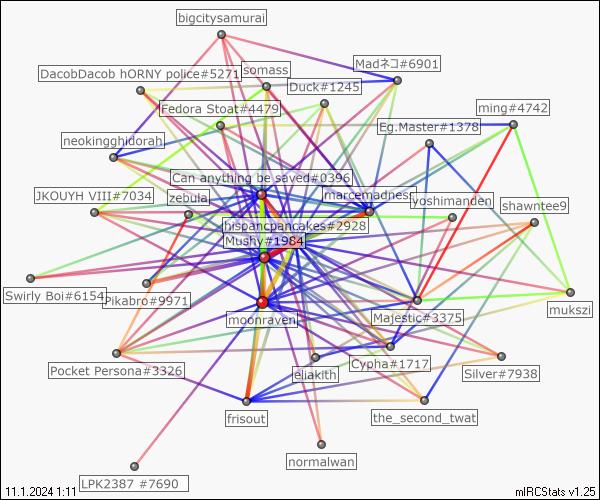 bigcitysamurai
Madネコ#6901
DacobDacob hORNY police#5271
somass
Duck#1245
Fedora Stoat#4479
ming#4742
Eg.Master#1378
neokingghidorah
Can anything be saved#0396
JKOUYH VIII#7034
zebula
marcemadness
yoshimanden
shawntee9
hispancpancakes#2928
Mushy#1984
Swirly Boi#6154
Pikabro#9971
mukszi
moonraven
Majestic#3375
Pocket Persona#3326
eliakith
Cypha#1717
Silver#7938
frisout
the_second_twat
normalwan
LPK2387 #7690
11.1.2024 1:11
mIRCStats v1.25